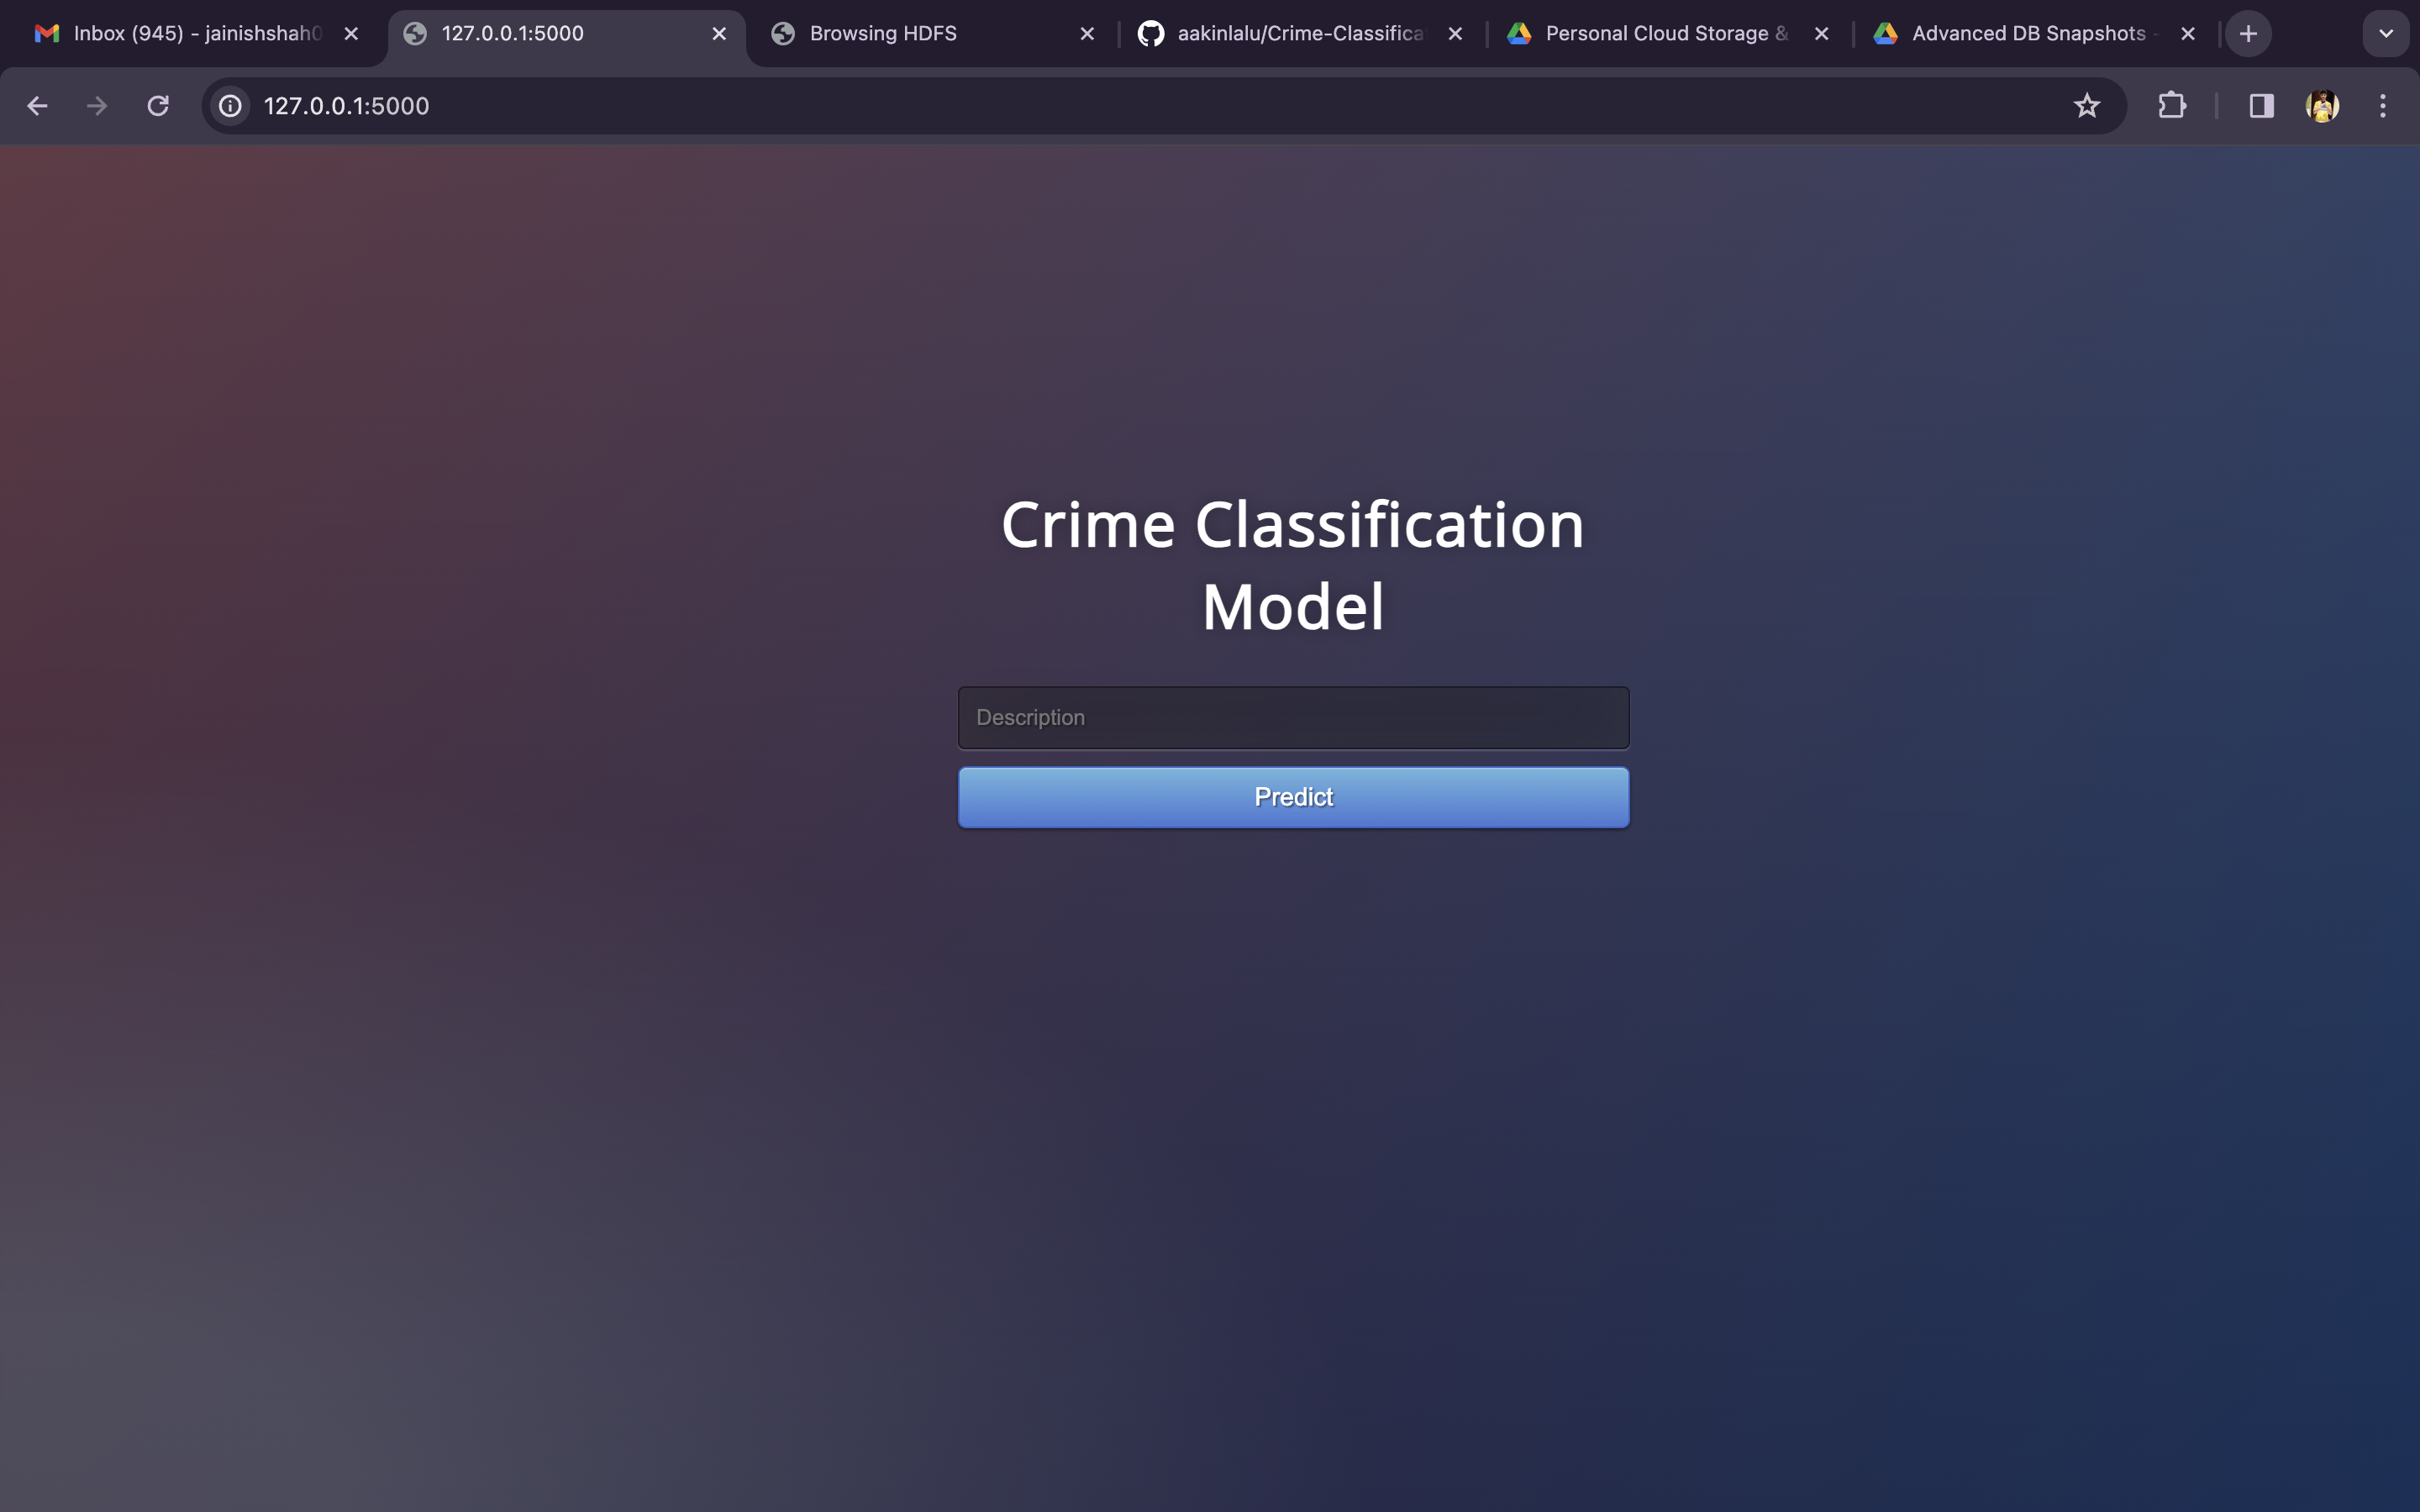 Inbox (945) - jainishshah0
127.0.0.1:5000
Browsing HDFS
aakinlalu/Crime-Classifica
Personal Cloud Storage &
Advanced DB Snapshots -
127.0.0.1:5000
Crime Classification
Model
Description
Predict